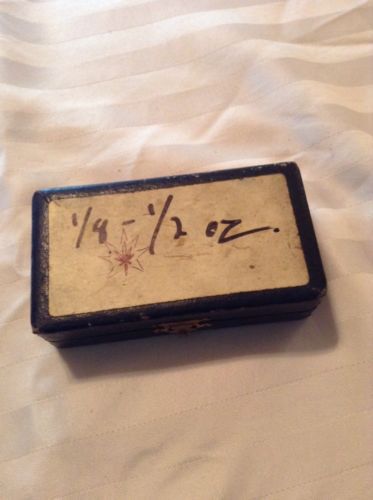 1/8 - 1/2 oz.